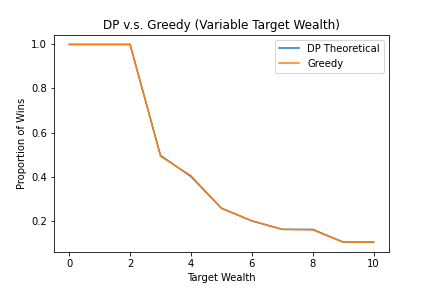 DP v.s. Greedy (Variable Target Wealth)
DP Theoretical
Greedy
Proportion of Wins
1.0
0.8
0.6
0.4
0.2
0 2 4 6 8 10
Target Wealth